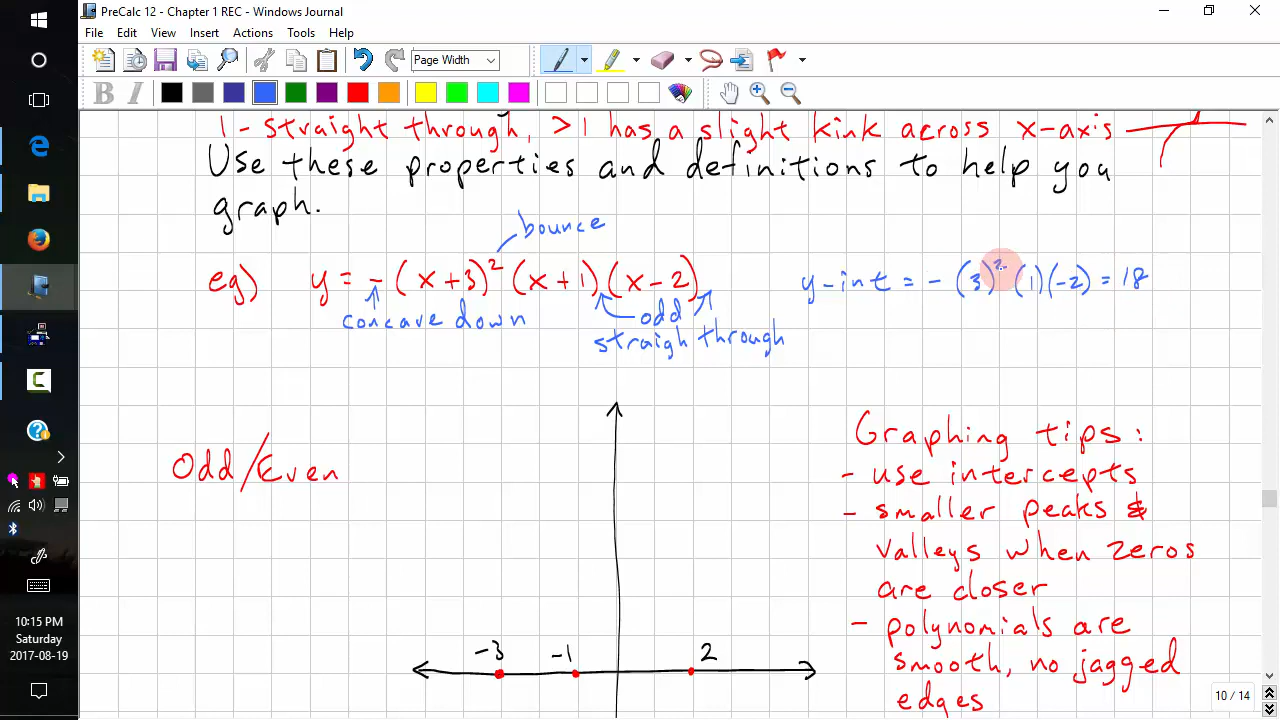 PreCalc 12 - Chapter 1 REC - Windows Journal
File Edit View Insert Actions Tools Help
Page Width
B I
1 - straight through, >1 has a slight kink across x-axis
Use these properties and definitions to help you
graph.
bounce
eg) y = -(x+3)²(x+1)(x-2)
y-int = -(3)²(1)(-2) = 18
concave down
odd
straigh through
Odd/Even
Graphing tips:
- use intercepts
- smaller peaks &
valleys when zeros
are closer
- polynomials are
smooth, no jagged
edges
-3 -1 2
10:15 PM
Saturday
2017-08-19
10 / 14